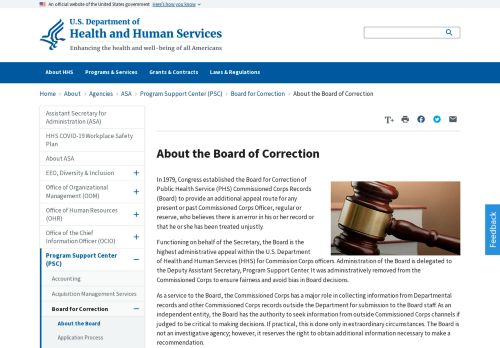 An official website of the United States government Here's how you know
U.S. Department of
Health and Human Services
Enhancing the health and well-being of all Americans
About HHS Programs & Services Grants & Contracts Laws & Regulations
Home › About › Agencies › ASA › Program Support Center (PSC) › Board for Correction › About the Board of Correction
Assistant Secretary for
Administration (ASA)
HHS COVID-19 Workplace Safety
Plan
About ASA
EEO, Diversity & Inclusion +
Office of Organizational
Management (OOM) +
Office of Human Resources
(OHR) +
Office of the Chief
Information Officer (OCIO) +
Program Support Center
(PSC) –
Accounting
Acquisition Management Services
Board for Correction –
About the Board
Application Process
T+
About the Board of Correction
In 1979, Congress established the Board for Correction of
Public Health Service (PHS) Commissioned Corps Records
(Board) to provide an additional appeal route for any
present or past Commissioned Corps Officer, regular or
reserve, who believes there is an error in his or her record or
that he or she has been treated unjustly.
Functioning on behalf of the Secretary, the Board is the
highest administrative appeal within the U.S. Department
of Health and Human Services (HHS) for Commission Corps officers. Administration of the Board is delegated to
the Deputy Assistant Secretary, Program Support Center. It was administratively removed from the
Commissioned Corps to ensure fairness and avoid bias in Board decisions.
As a service to the Board, the Commissioned Corps has a major role in collecting information from Departmental
records and other Commissioned Corps records outside the Department for submission to the Board staff. As an
independent entity, the Board has the authority to seek information from outside Commissioned Corps channels if
judged to be critical to making decisions. If practical, this is done only in extraordinary circumstances. The Board is
not an investigative agency; however, it reserves the right to obtain additional information necessary to make a
recommendation.
Feedback